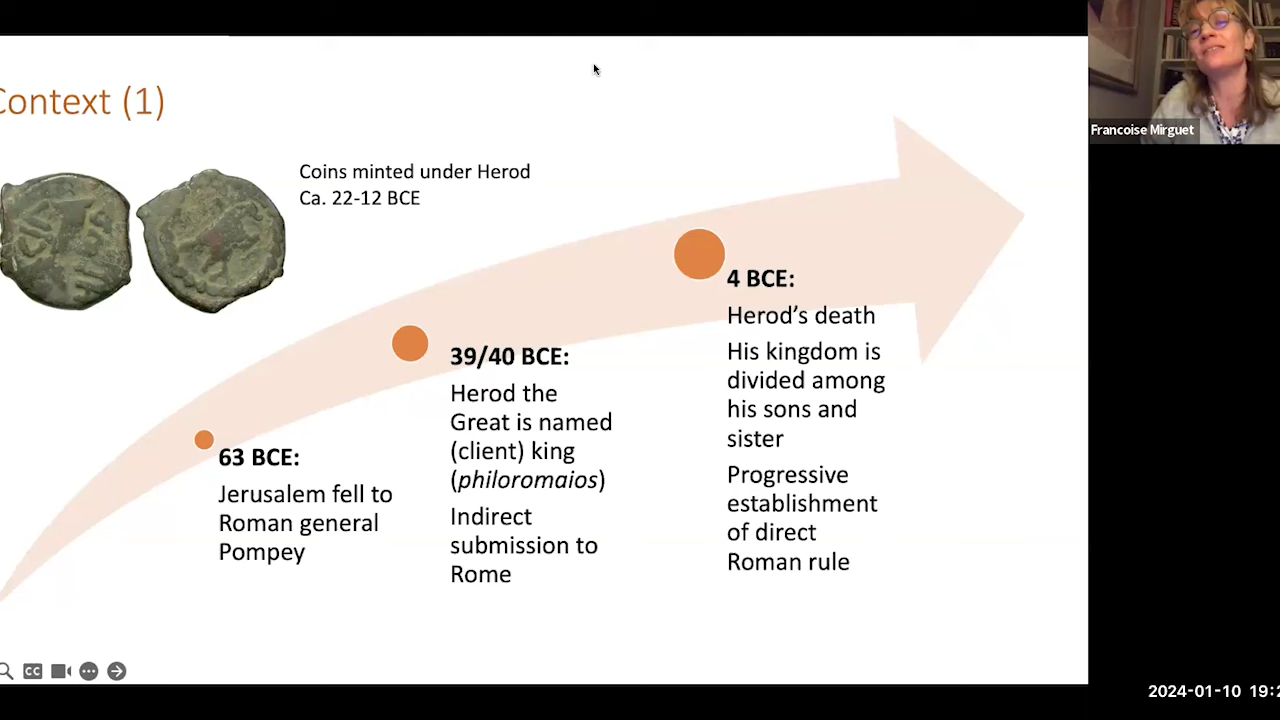 Context (1)
Coins minted under Herod
Ca. 22-12 BCE
63 BCE:
Jerusalem fell to
Roman general
Pompey
39/40 BCE:
Herod the
Great is named
(client) king
(philoromaios)
Indirect
submission to
Rome
4 BCE:
Herod’s death
His kingdom is
divided among
his sons and
sister
Progressive
establishment
of direct
Roman rule
CC
Francoise Mirguet
2024-01-10 19:2